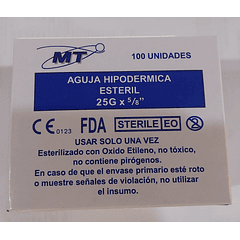 MT
100 UNIDADES
AGUJA HIPODERMICA
ESTERIL
25G x 5/8"
CE 0123 FDA STERILE EO
USAR SOLO UNA VEZ
Esterilizado con Oxido Etileno, no tóxico,
no contiene pirógenos.
En caso de que el envase primario esté roto
o muestre señales de violación, no utilizar
el insumo.